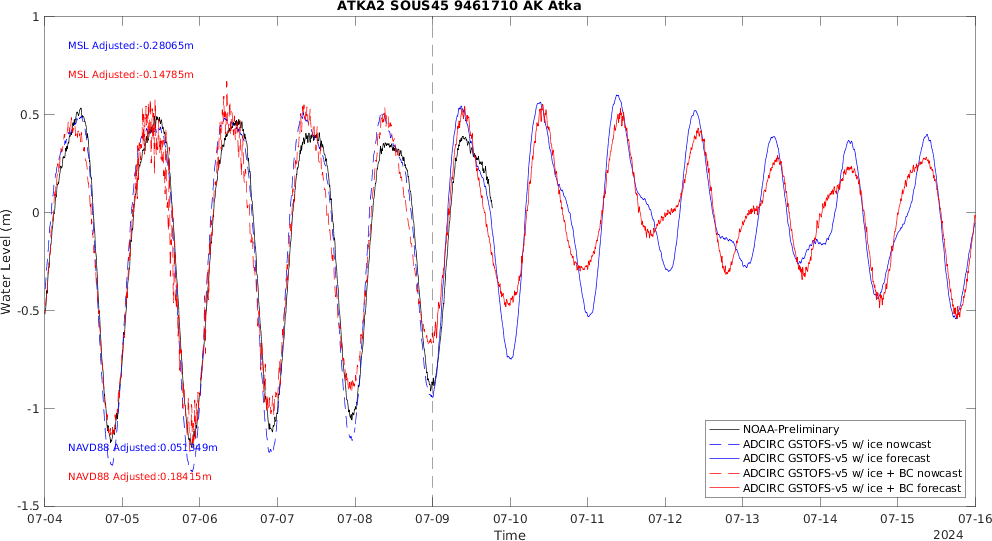 ATKA2 SOUS45 9461710 AK Atka
MSL Adjusted:-0.28065m
MSL Adjusted:-0.14785m
Water Level (m)
1
0.5
0
-0.5
-1
-1.5
NAVD88 Adjusted:0.051349m
NAVD88 Adjusted:0.18415m
NOAA-Preliminary
ADCIRC GSTOFS-v5 w/ ice nowcast
ADCIRC GSTOFS-v5 w/ ice forecast
ADCIRC GSTOFS-v5 w/ ice + BC nowcast
ADCIRC GSTOFS-v5 w/ ice + BC forecast
07-04 07-05 07-06 07-07 07-08 07-09 07-10 07-11 07-12 07-13 07-14 07-15 07-16
Time
2024